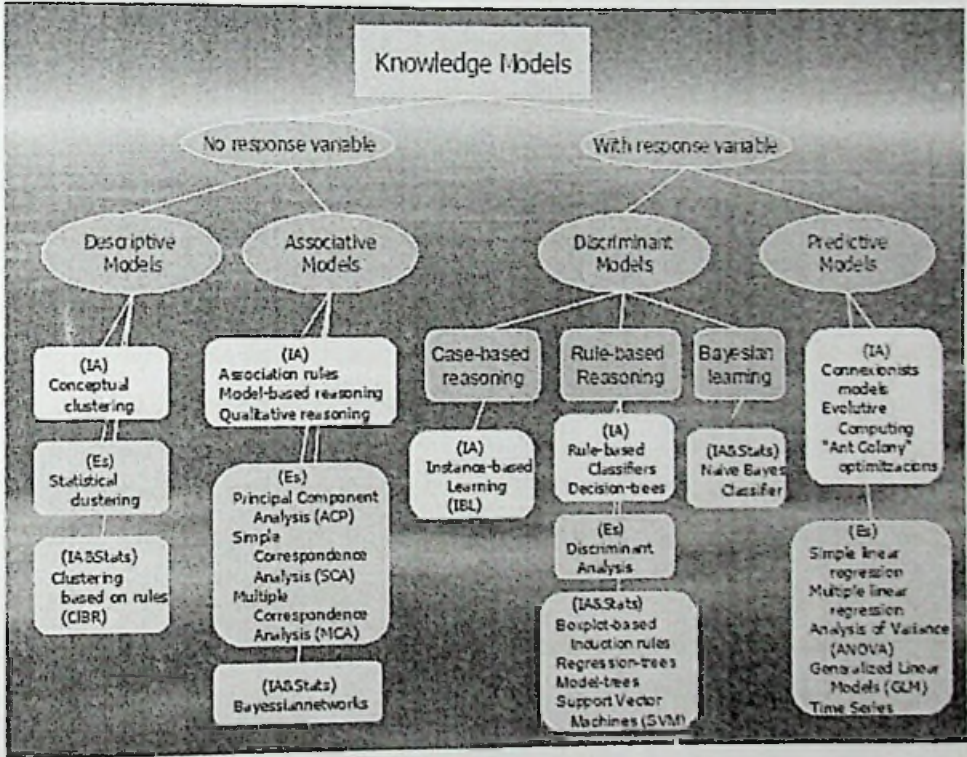 Knowledge Models
No response variable
With response variable
Descriptive
Models
Associative
Models
Discriminant
Models
Predictive
Models
(IA)
Conceptual
clustering
(Es)
Statistical
clustering
(IA&Stats)
Clustering
based on rules
(ClBR)
(IA)
Association rules
Model-based reasoning
Qualitative reasoning
(Es)
Principal Component
Analysis (ACP)
Simple
Correspondence
Analysis (SCA)
Multiple
Correspondence
Analysis (MCA)
(IA&Stats)
Bayessiannetworks
Case-based
reasoning
(IA)
Instance-based
Learning
(IBL)
Rule-based
Reasoning
(IA)
Rule-based
Classifiers
Decision-trees
(Es)
Discriminant
Analysis
(IA&Stats)
Boxplot-based
Induction rules
Regression-trees
Model-trees
Support Vector
Machines (SVM)
Bayesian
learning
(IA&Stats)
Naive Bayes
Classifier
(IA)
Connexionists
models
Evolutive
Computing
"Ant Colony"
optimitzacions
(Es)
Simple linear
regression
Multiple linear
regression
Analysis of Variance
(ANOVA)
Generalized Linear
Models (GLM)
Time Series